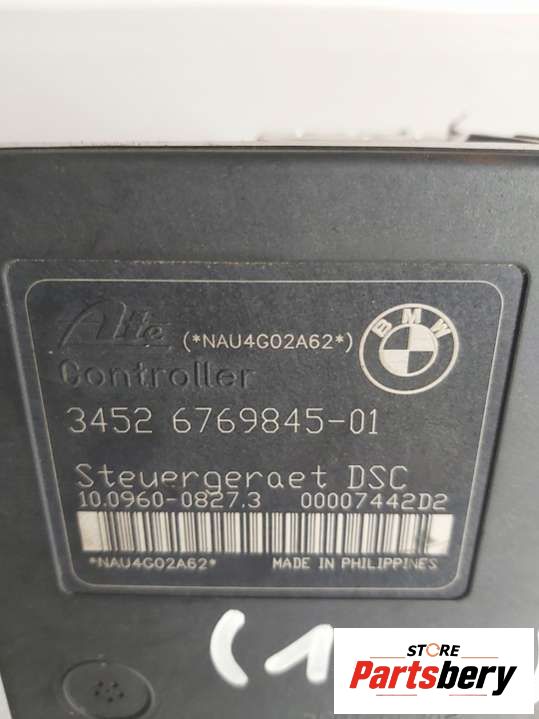 Ate (*NAU4G02A62*) BMW
Controller
3452 6769845-01
Steuergeraet DSC
10.0960-0827.3 00007442D2
*NAU4G02A62* MADE IN PHILIPPINES
(1
STORE
Partsbery